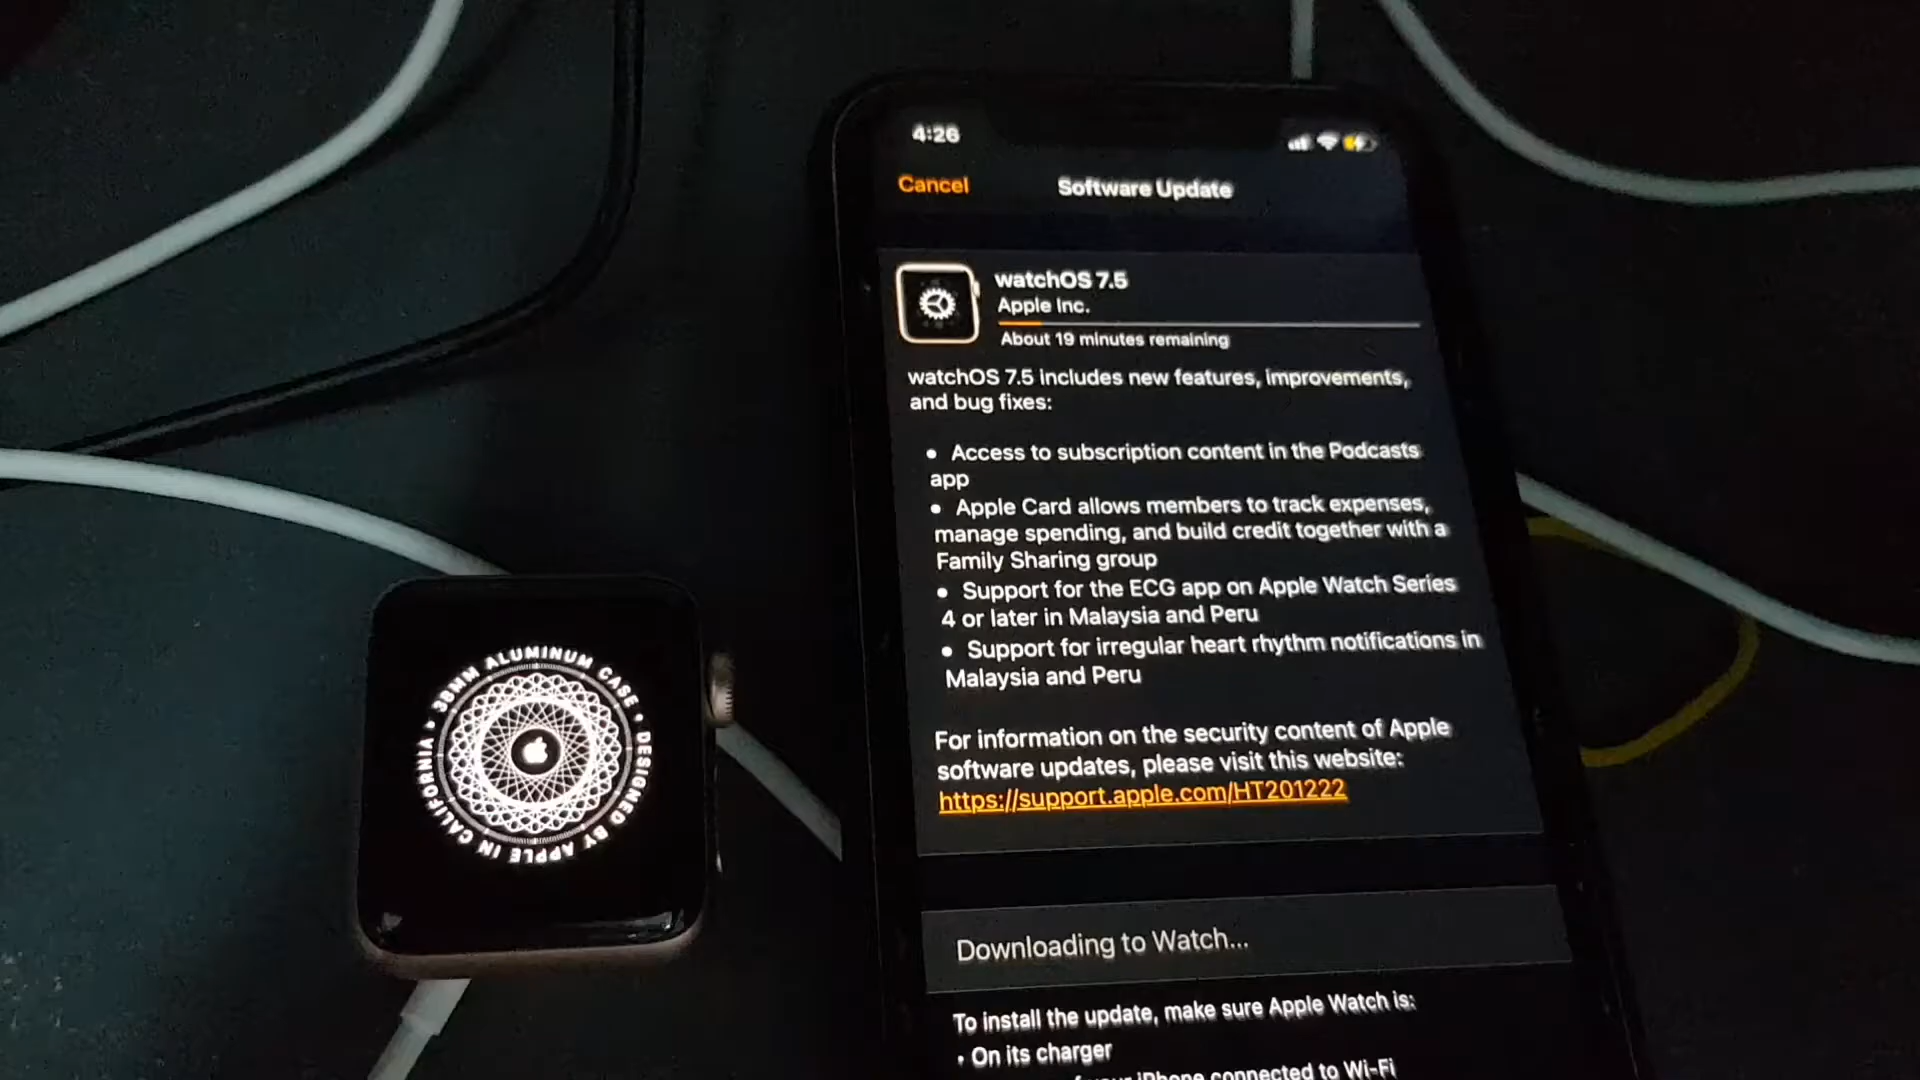 4:26
Cancel
Software Update
watchOS 7.5
Apple Inc.
About 19 minutes remaining
watchOS 7.5 includes new features, improvements,
and bug fixes:
• Access to subscription content in the Podcasts
app
• Apple Card allows members to track expenses,
manage spending, and build credit together with a
Family Sharing group
• Support for the ECG app on Apple Watch Series
4 or later in Malaysia and Peru
• Support for irregular heart rhythm notifications in
Malaysia and Peru
For information on the security content of Apple
software updates, please visit this website:
https://support.apple.com/HT201222
Downloading to Watch...
To install the update, make sure Apple Watch is:
• On its charger
iPhone connected to Wi-Fi
38MM ALUMINUM CASE • DESIGNED BY APPLE IN CALIFORNIA •